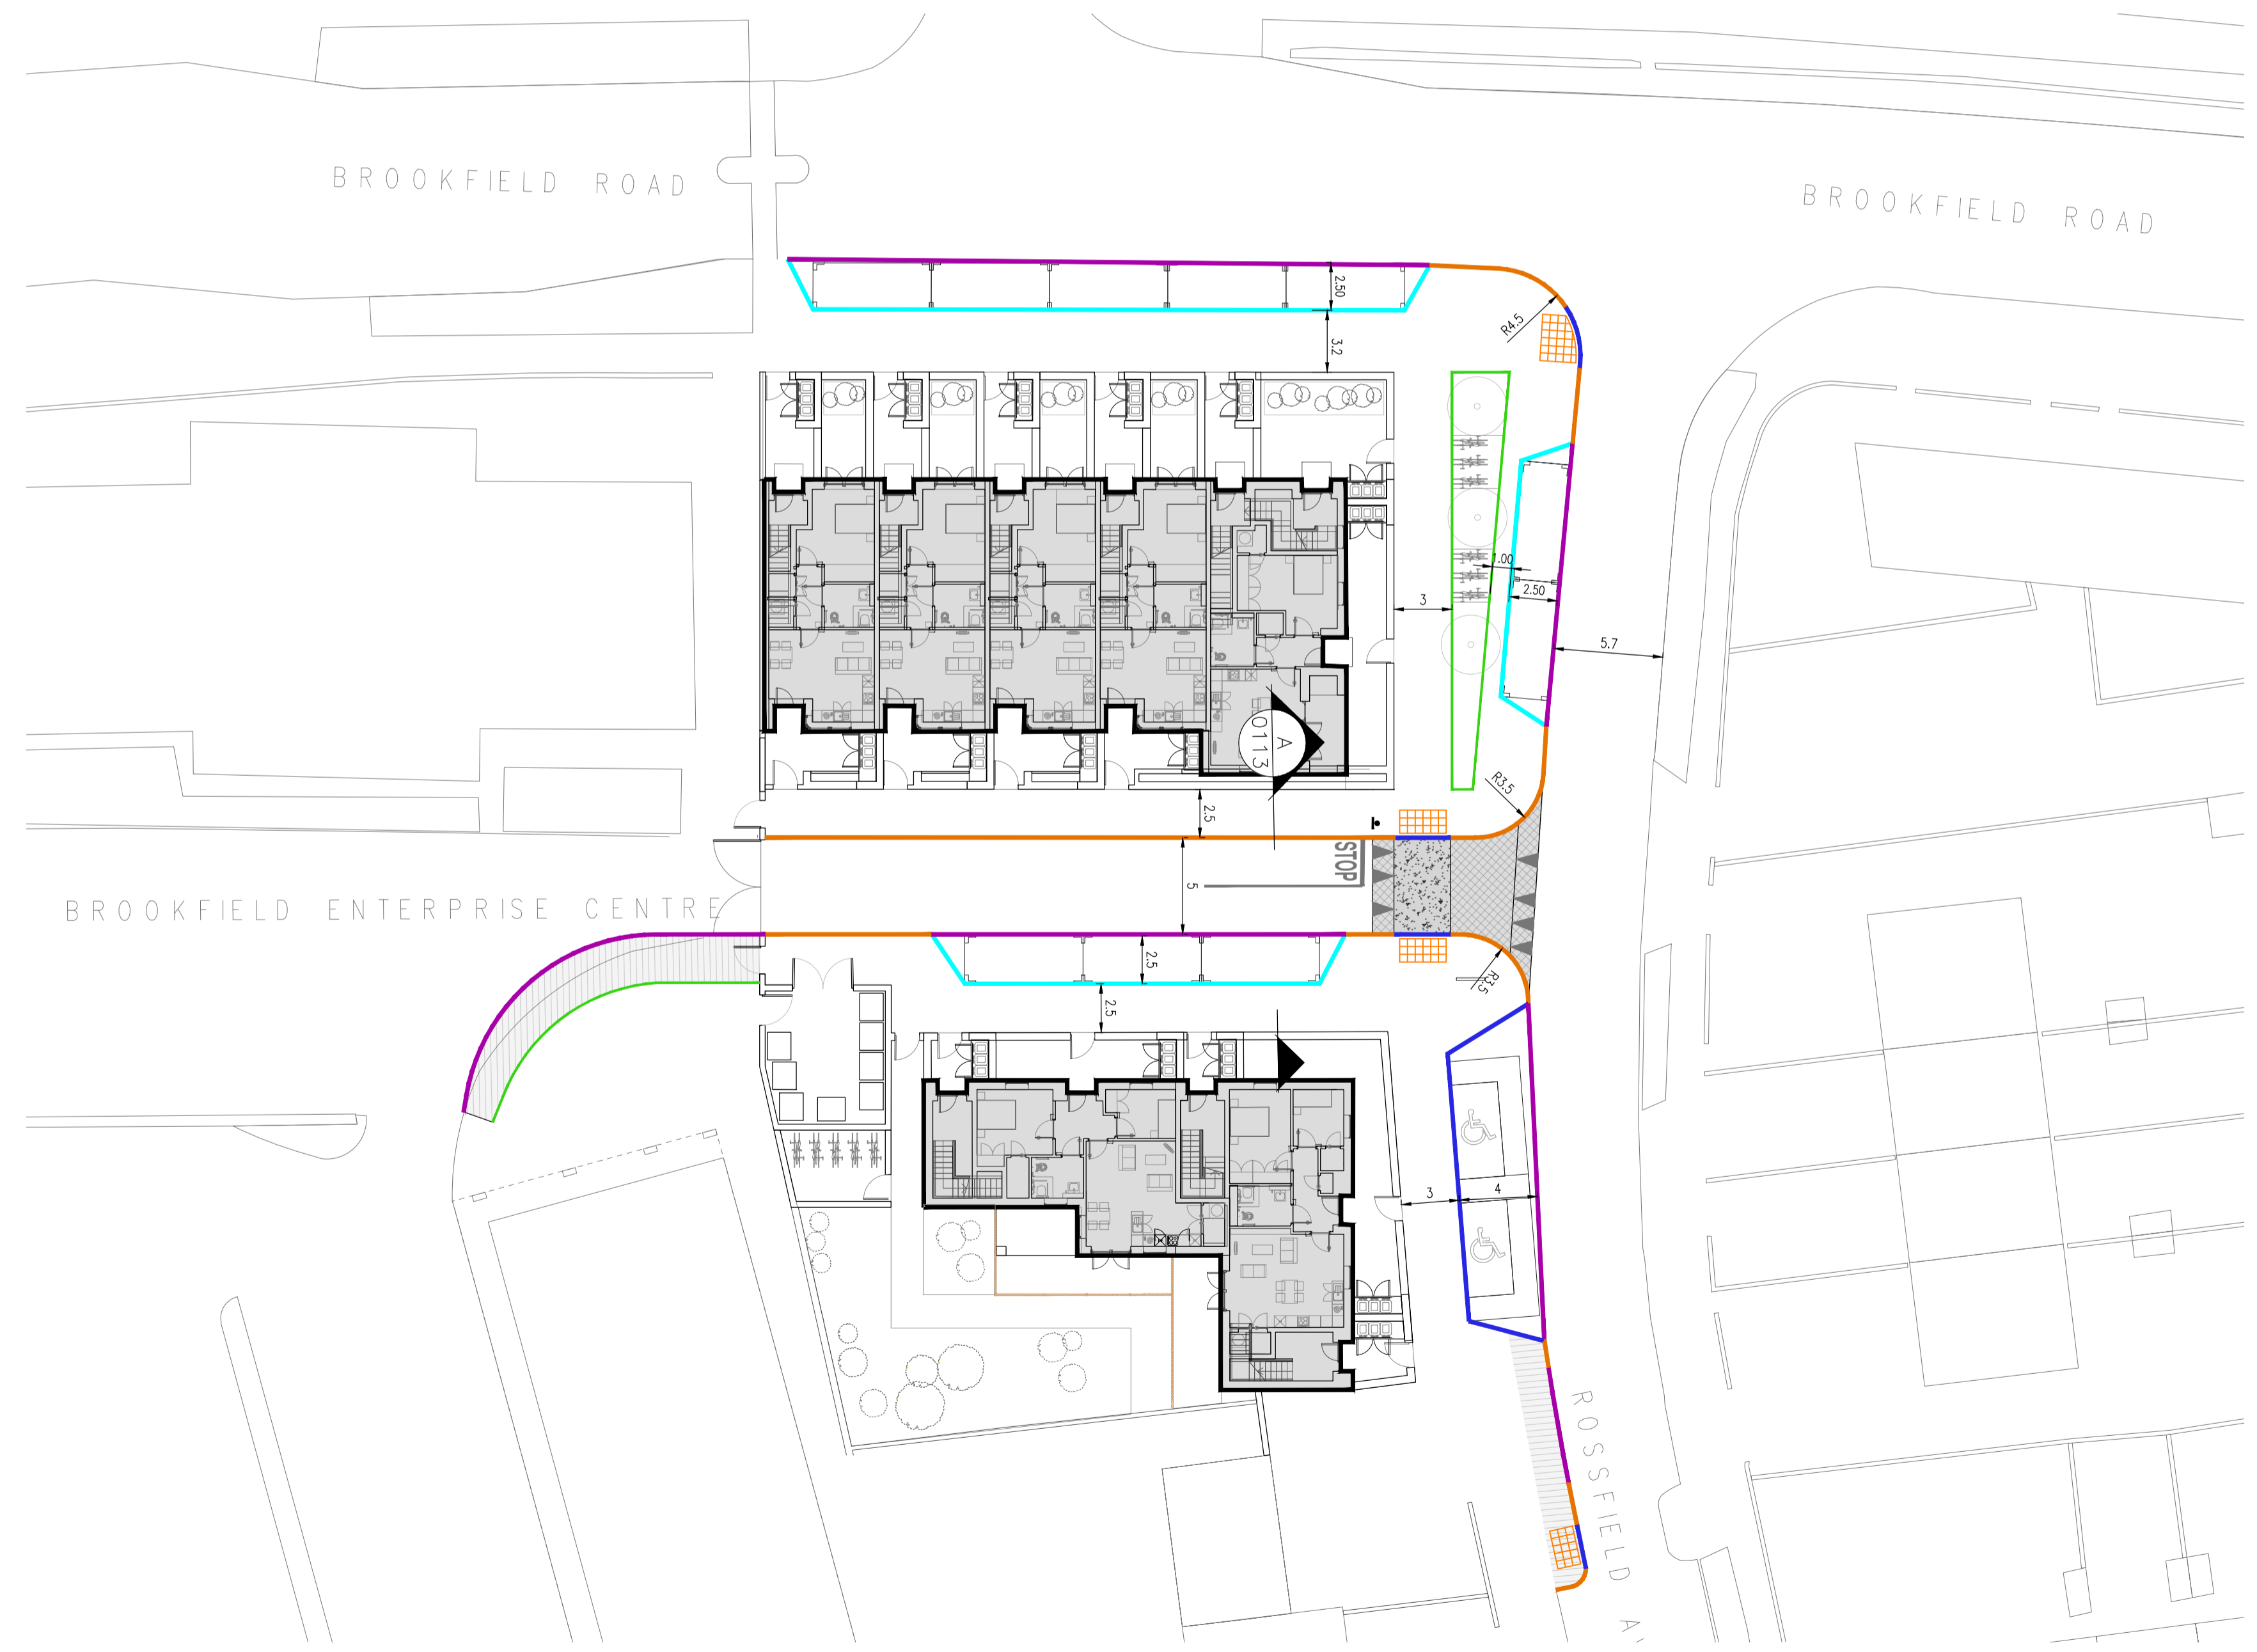 BROOKFIELD ROAD
BROOKFIELD ROAD
2.50
R4.5
3.2
1.00
2.50
3
5.7
A
0113
R3.5
2.5
STOP
5
BROOKFIELD ENTERPRISE CENTRE
2.5
R3.5
2.5
3
4
ROSSFIELD